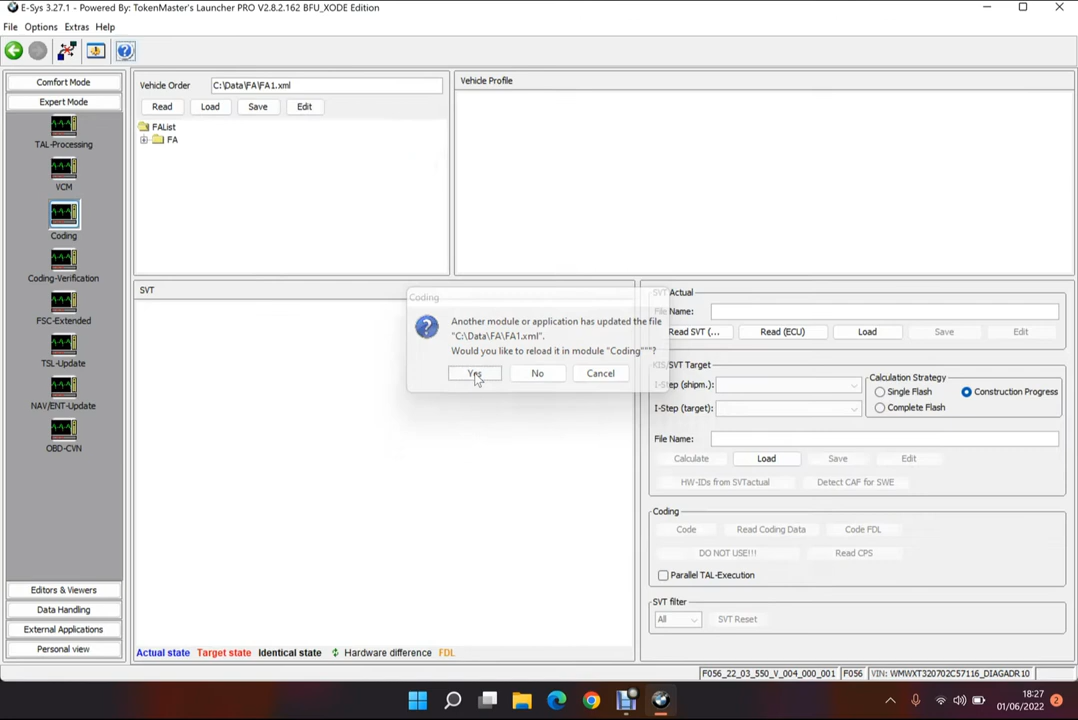 E-Sys 3.27.1 - Powered By: TokenMaster's Launcher PRO V2.8.2.162 BFU_XODE Edition
File Options Extras Help
Comfort Mode
Expert Mode
TAL-Processing
VCM
Coding
Coding-Verification
FSC-Extended
TSL-Update
NAV/ENT-Update
OBD-CVN
Editors & Viewers
Data Handling
External Applications
Personal view
Vehicle Order C:\Data\FA\FA1.xml
Read Load Save Edit
FAList
FA
Vehicle Profile
SVT
Coding
Another module or application has updated the file
"C:\Data\FA\FA1.xml".
Would you like to reload it in module "Coding"""?
Yes No Cancel
SVT Actual
File Name:
Read SVT (... Read (ECU) Load Save Edit
KIS/SVT Target
I-Step (shipm.):
I-Step (target):
Calculation Strategy
Single Flash Construction Progress
Complete Flash
File Name:
Calculate Load Save Edit
HW-IDs from SVTactual Detect CAF for SWE
Coding
Code Read Coding Data Code FDL
DO NOT USE!!! Read CPS
Parallel TAL-Execution
SVT filter
All SVT Reset
Actual state Target state Identical state Hardware difference FDL
F056_22_03_550_V_004_000_001 F056 VIN: WMWXT320702C57116_DIAGADR10
18:27
01/06/2022
2